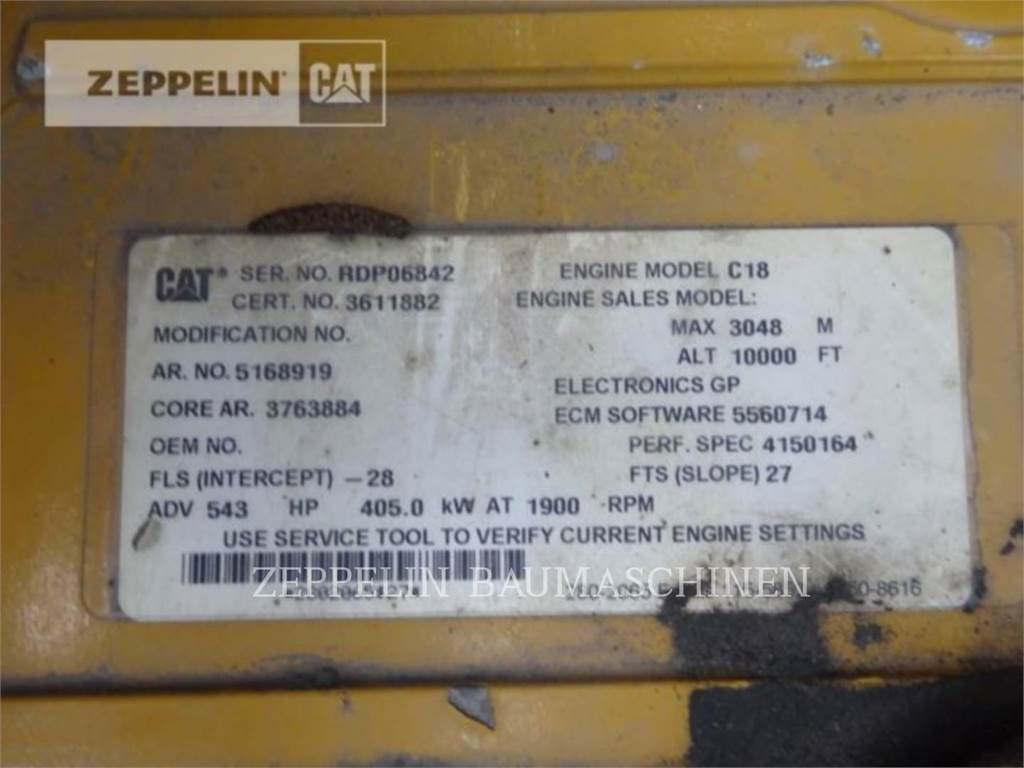 ZEPPELIN® CAT
CAT® SER. NO. RDP06842 ENGINE MODEL C18
CERT. NO. 3611882 ENGINE SALES MODEL:
MODIFICATION NO. MAX 3048 M
ALT 10000 FT
AR. NO. 5168919 ELECTRONICS GP
CORE AR. 3763884 ECM SOFTWARE 5560714
OEM NO. PERF. SPEC 4150164
FLS (INTERCEPT) -28 FTS (SLOPE) 27
ADV 543 HP 405.0 kW AT 1900 RPM
USE SERVICE TOOL TO VERIFY CURRENT ENGINE SETTINGS
ZEPPELIN BAUMASCHINEN